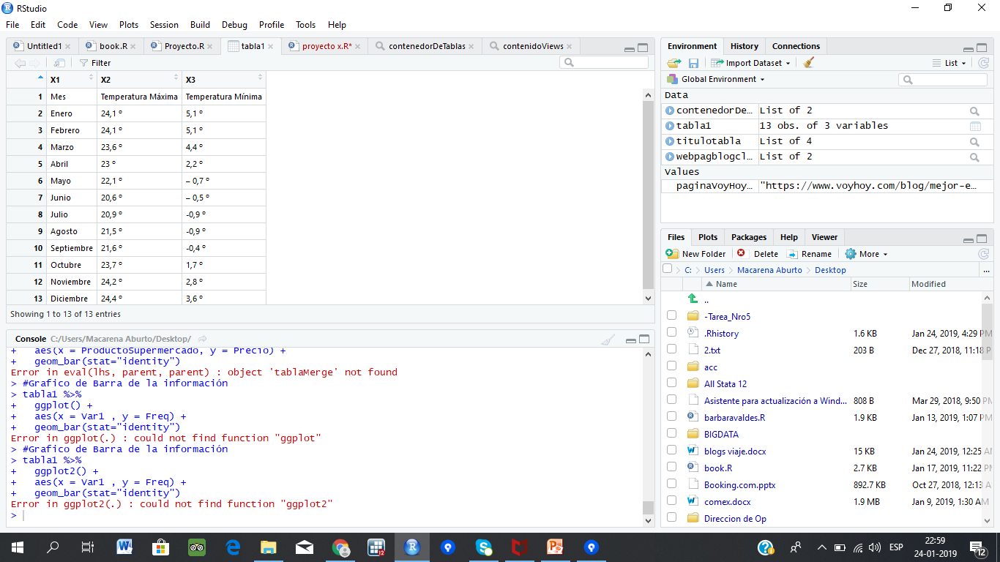 RStudio
File Edit Code View Plots Session Build Debug Profile Tools Help
Untitled1 book.R Proyecto.R tabla1 proyecto x.R* contenedorDeTablas contenidoViews
Filter
X1 X2 X3
1 Mes Temperatura Máxima Temperatura Mínima
2 Enero 24,1 º 5,1 º
3 Febrero 24,1 º 5,1 º
4 Marzo 23,6 º 4,4 º
5 Abril 23 º 2,2 º
6 Mayo 22,1 º – 0,7 º
7 Junio 20,6 º – 0,5 º
8 Julio 20,9 º -0,9 º
9 Agosto 21,5 º -0,9 º
10 Septiembre 21,6 º -0,4 º
11 Octubre 23,7 º 1,7 º
12 Noviembre 24,2 º 2,8 º
13 Diciembre 24,4 º 3,6 º
Showing 1 to 13 of 13 entries
Console C:/Users/Macarena Aburto/Desktop/
+ aes(x = ProductoSupermercado, y = Precio) +
+ geom_bar(stat="identity")
Error in eval(lhs, parent, parent) : object 'tablaMerge' not found
> #Grafico de Barra de la información
> tabla1 %>%
+ ggplot() +
+ aes(x = Var1 , y = Freq) +
+ geom_bar(stat="identity")
Error in ggplot(.) : could not find function "ggplot"
> #Grafico de Barra de la información
> tabla1 %>%
+ ggplot2() +
+ aes(x = Var1 , y = Freq) +
+ geom_bar(stat="identity")
Error in ggplot2(.) : could not find function "ggplot2"
>
Environment History Connections
Import Dataset List
Global Environment
Data
contenedorDe… List of 2
tabla1 13 obs. of 3 variables
titulotabla List of 4
webpagblogcl… List of 2
Values
paginaVoyHoy… "https://www.voyhoy.com/blog/mejor-e…
Files Plots Packages Help Viewer
New Folder Delete Rename More
C: Users Macarena Aburto Desktop ...
Name Size Modified
..
-Tarea_Nro5
.Rhistory 1.6 KB Jan 24, 2019, 4:29 PM
2.txt 203 B Dec 27, 2018, 11:18 P
acc
All Stata 12
Asistente para actualización a Wind... 808 B Mar 29, 2018, 9:50 PM
barbaravaldes.R 1.9 KB Jan 13, 2019, 1:07 PM
BIGDATA
blogs viaje.docx 15 KB Jan 24, 2019, 12:25 AM
book.R 2.7 KB Jan 17, 2019, 11:22 P
Booking.com.pptx 892.7 KB Oct 27, 2018, 12:13 A
comex.docx 1.9 MB Jan 9, 2019, 1:30 AM
Direccion de Op
ESP 22:59
24-01-2019 12